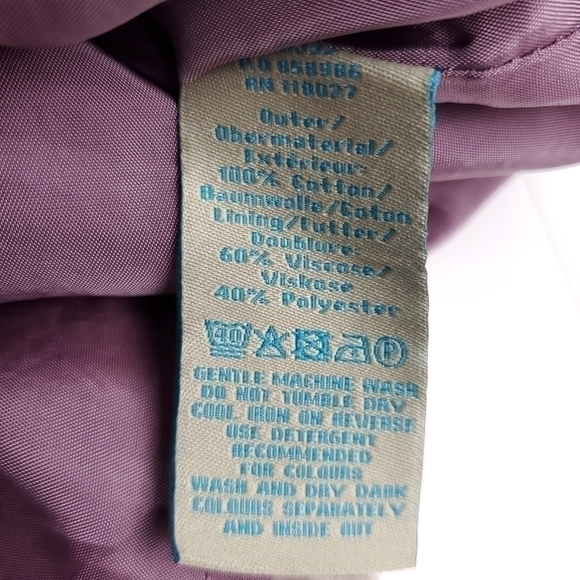 P.O 058986
RN 118027
Outer/
Obermaterial/
Extérieur:
100% Cotton/
Baumwolle/Coton
Lining/Futter/
Doublure:
60% Viscose/
Viskose
40% Polyester
40 P
GENTLE MACHINE WASH
DO NOT TUMBLE DRY
COOL IRON ON REVERSE
USE DETERGENT
RECOMMENDED
FOR COLOURS
WASH AND DRY DARK
COLOURS SEPARATELY
AND INSIDE OUT